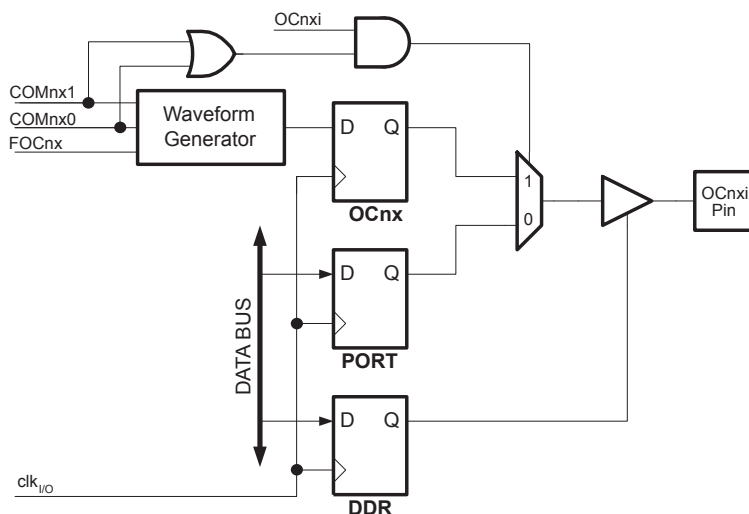 OCnxi
COMnx1
COMnx0
FOCnx
Waveform
Generator
D Q
OCnx
1
0
OCnxi
Pin
D Q
PORT
DATA BUS
D Q
DDR
clkI/O